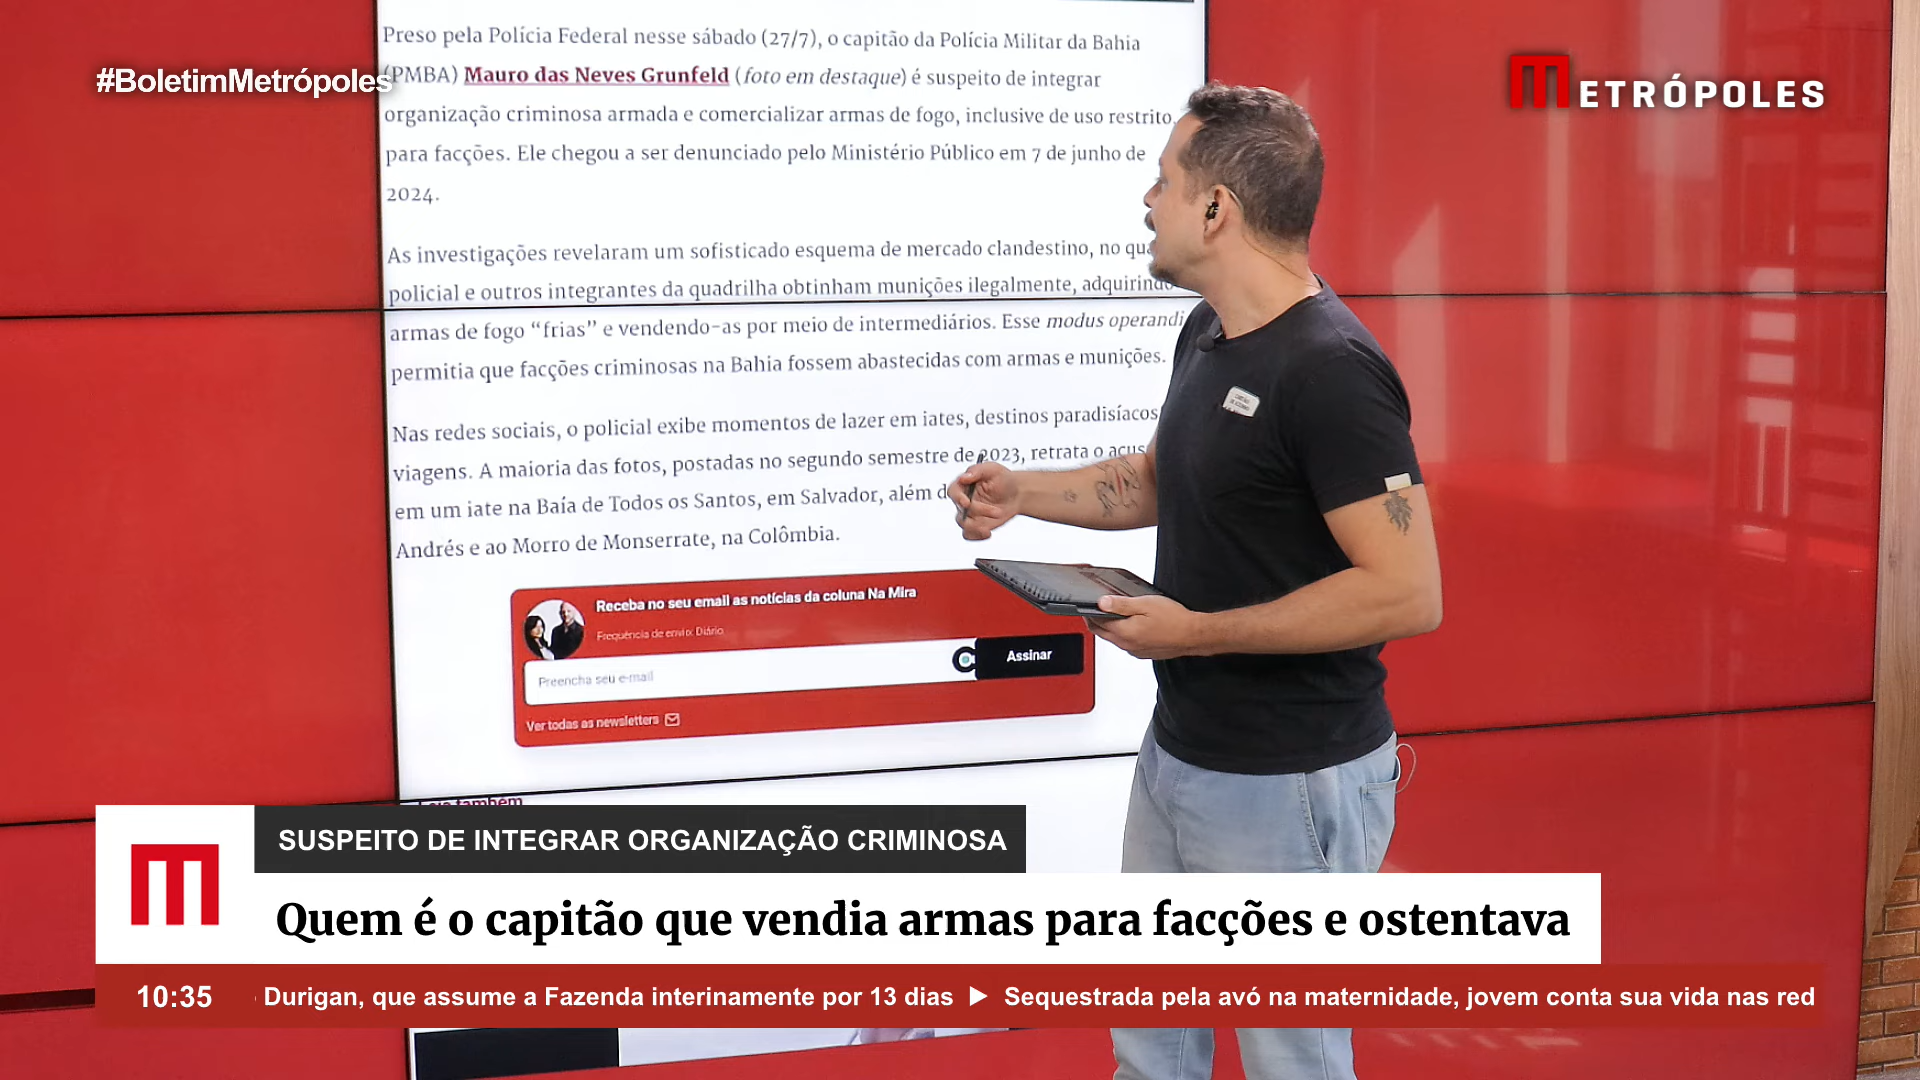 #BoletimMetrópoles
METRÓPOLES
Preso pela Polícia Federal nesse sábado (27/7), o capitão da Polícia Militar da Bahia
(PMBA) Mauro das Neves Grunfeld (foto em destaque) é suspeito de integrar
organização criminosa armada e comercializar armas de fogo, inclusive de uso restrito,
para facções. Ele chegou a ser denunciado pelo Ministério Público em 7 de junho de
2024.
As investigações revelaram um sofisticado esquema de mercado clandestino, no
policial e outros integrantes da quadrilha obtinham munições ilegalmente, adquirindo
armas de fogo “frias” e vendendo-as por meio de intermediários. Esse modus operandi
permitia que facções criminosas na Bahia fossem abastecidas com armas e munições.
Nas redes sociais, o policial exibe momentos de lazer em iates, destinos paradisíacos
viagens. A maioria das fotos, postadas no segundo semestre de 2023, retrata o
em um iate na Baía de Todos os Santos, em Salvador, além
Andrés e ao Morro de Monserrate, na Colômbia.
Receba no seu email as notícias da coluna Na Mira
Frequência de envio: Diário
Preencha seu e-mail
Assinar
Ver todas as newsletters
Leia também
SUSPEITO DE INTEGRAR ORGANIZAÇÃO CRIMINOSA
Quem é o capitão que vendia armas para facções e ostentava
10:35 Durigan, que assume a Fazenda interinamente por 13 dias ▶ Sequestrada pela avó na maternidade, jovem conta sua vida nas red